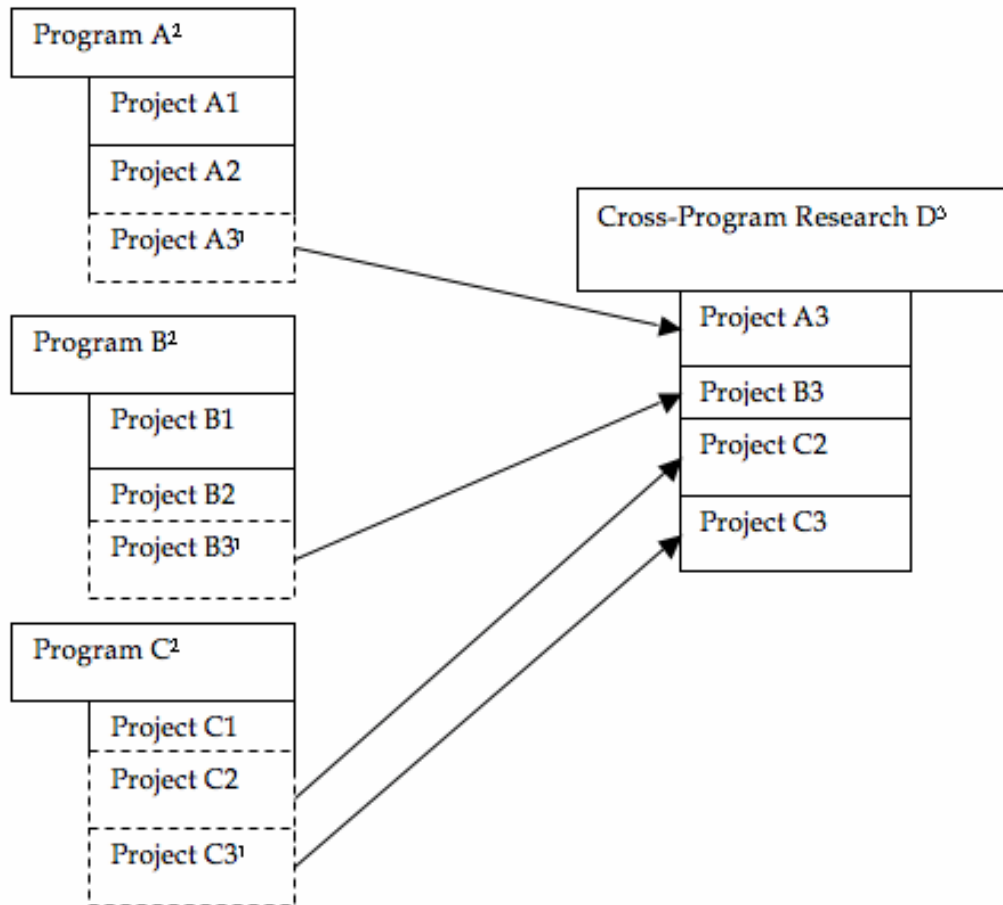 Program A²
Project A1
Project A2
Project A3¹
Program B²
Project B1
Project B2
Project B3¹
Program C²
Project C1
Project C2
Project C3¹
Cross-Program Research D³
Project A3
Project B3
Project C2
Project C3